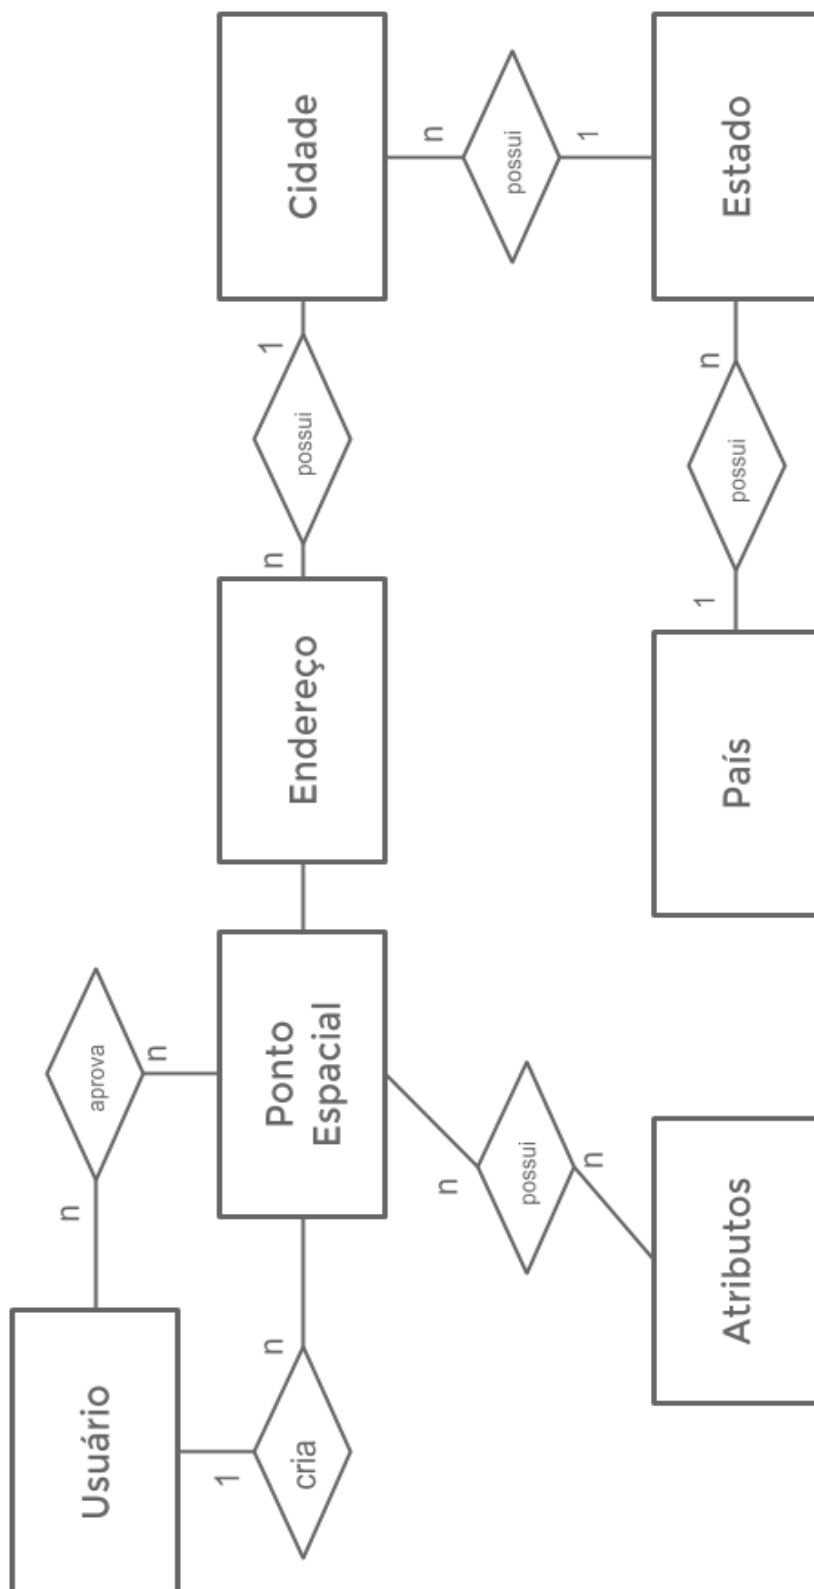 Usuário
n
aprova
n
1
cria
n
Ponto
Espacial
Endereço
n
possui
1
Cidade
n
possui
n
n
possui
1
Atributos
País
1
possui
n
Estado